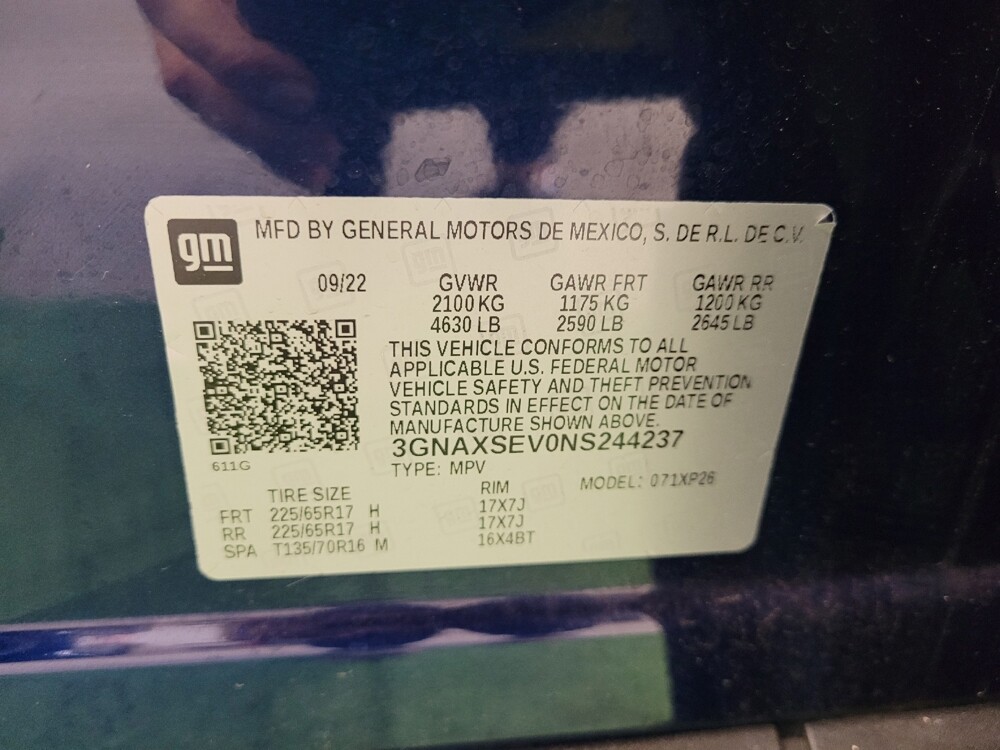 gm MFD BY GENERAL MOTORS DE MEXICO, S. DE R.L. DE C.V.
09/22 GVWR GAWR FRT GAWR RR
2100 KG 1175 KG 1200 KG
4630 LB 2590 LB 2645 LB
THIS VEHICLE CONFORMS TO ALL
APPLICABLE U.S. FEDERAL MOTOR
VEHICLE SAFETY AND THEFT PREVENTION
STANDARDS IN EFFECT ON THE DATE OF
MANUFACTURE SHOWN ABOVE.
3GNAXSEV0NS244237
611G TYPE: MPV
TIRE SIZE RIM MODEL: 071XP26
FRT 225/65R17 H 17X7J
RR 225/65R17 H 17X7J
SPA T135/70R16 M 16X4BT